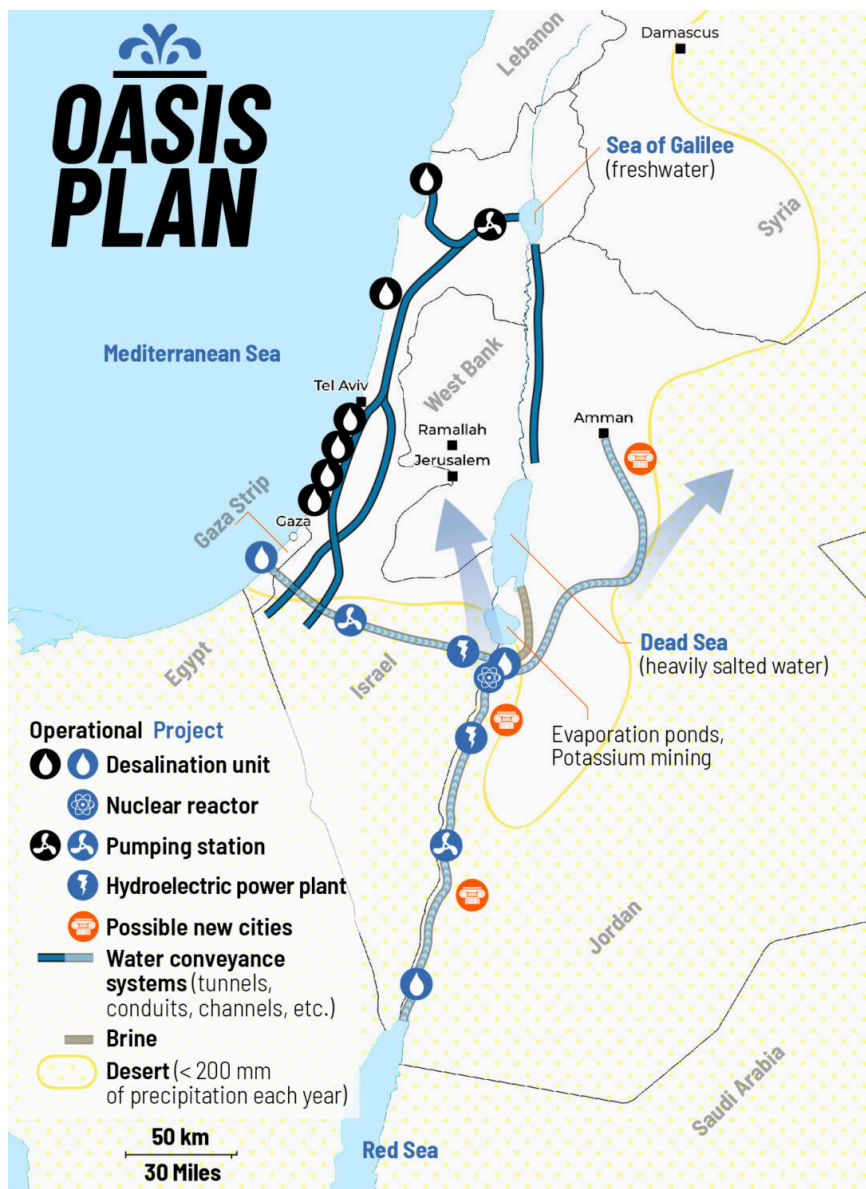 OASIS
PLAN
Lebanon
Damascus
Sea of Galilee
(freshwater)
Syria
Mediterranean Sea
West Bank
Tel Aviv
Ramallah
Jerusalem
Amman
Gaza Strip
Gaza
Egypt
Israel
Dead Sea
(heavily salted water)
Evaporation ponds,
Potassium mining
Operational Project
Desalination unit
Nuclear reactor
Pumping station
Hydroelectric power plant
Possible new cities
Water conveyance
systems (tunnels,
conduits, channels, etc.)
Brine
Desert (< 200 mm
of precipitation each year)
50 km
30 Miles
Jordan
Saudi Arabia
Red Sea